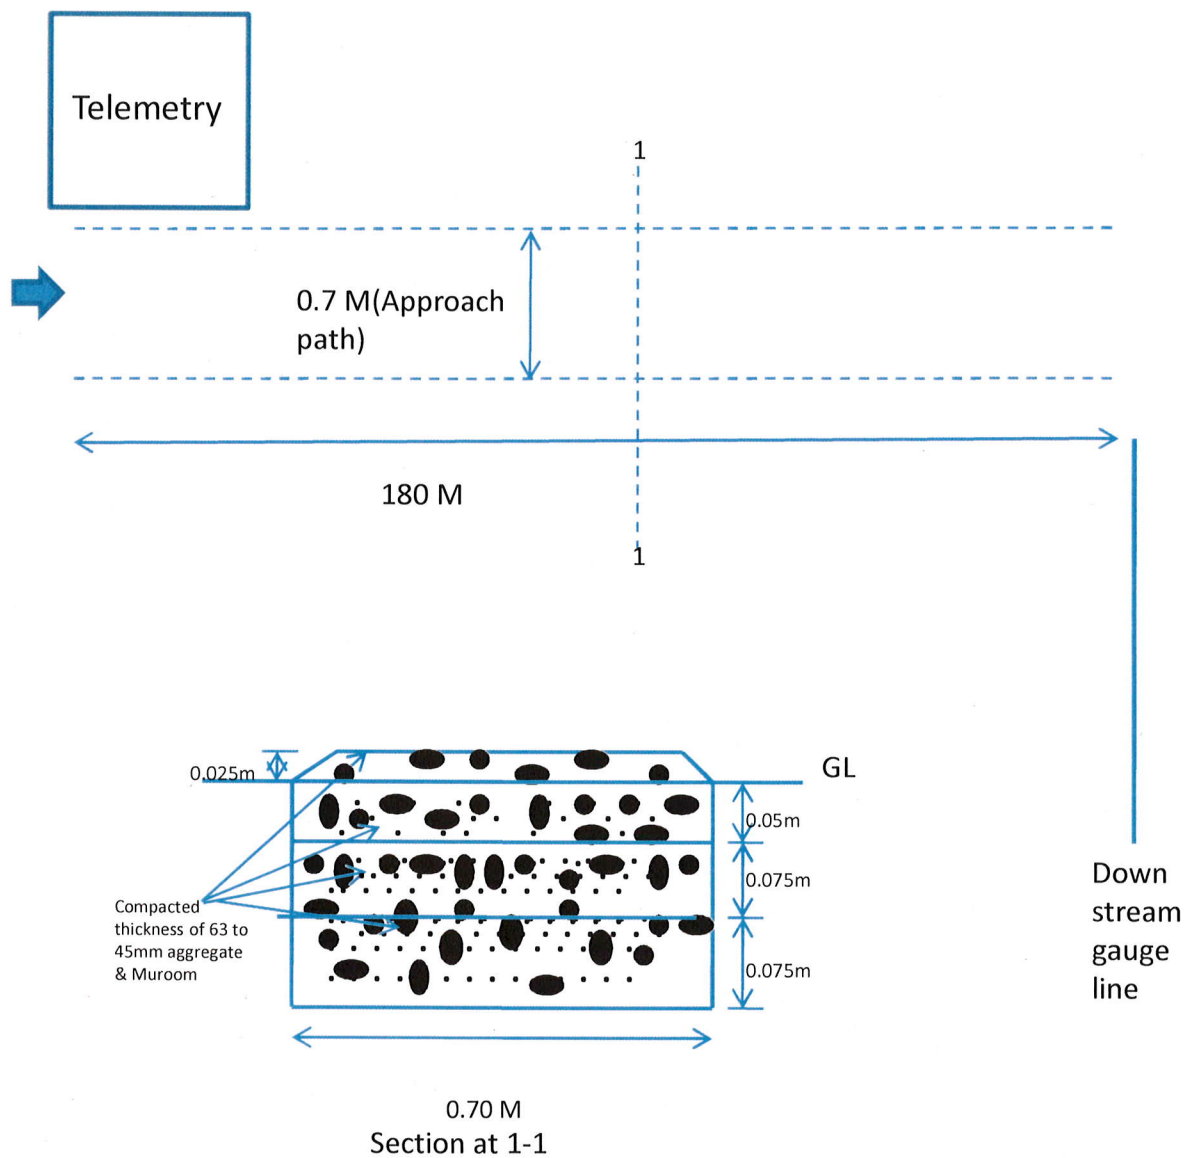 Telemetry
1
0.7 M(Approach
path)
180 M
1
0.025m
GL
0.05m
0.075m
0.075m
Compacted
thickness of 63 to
45mm aggregate
& Muroom
Down
stream
gauge
line
0.70 M
Section at 1-1